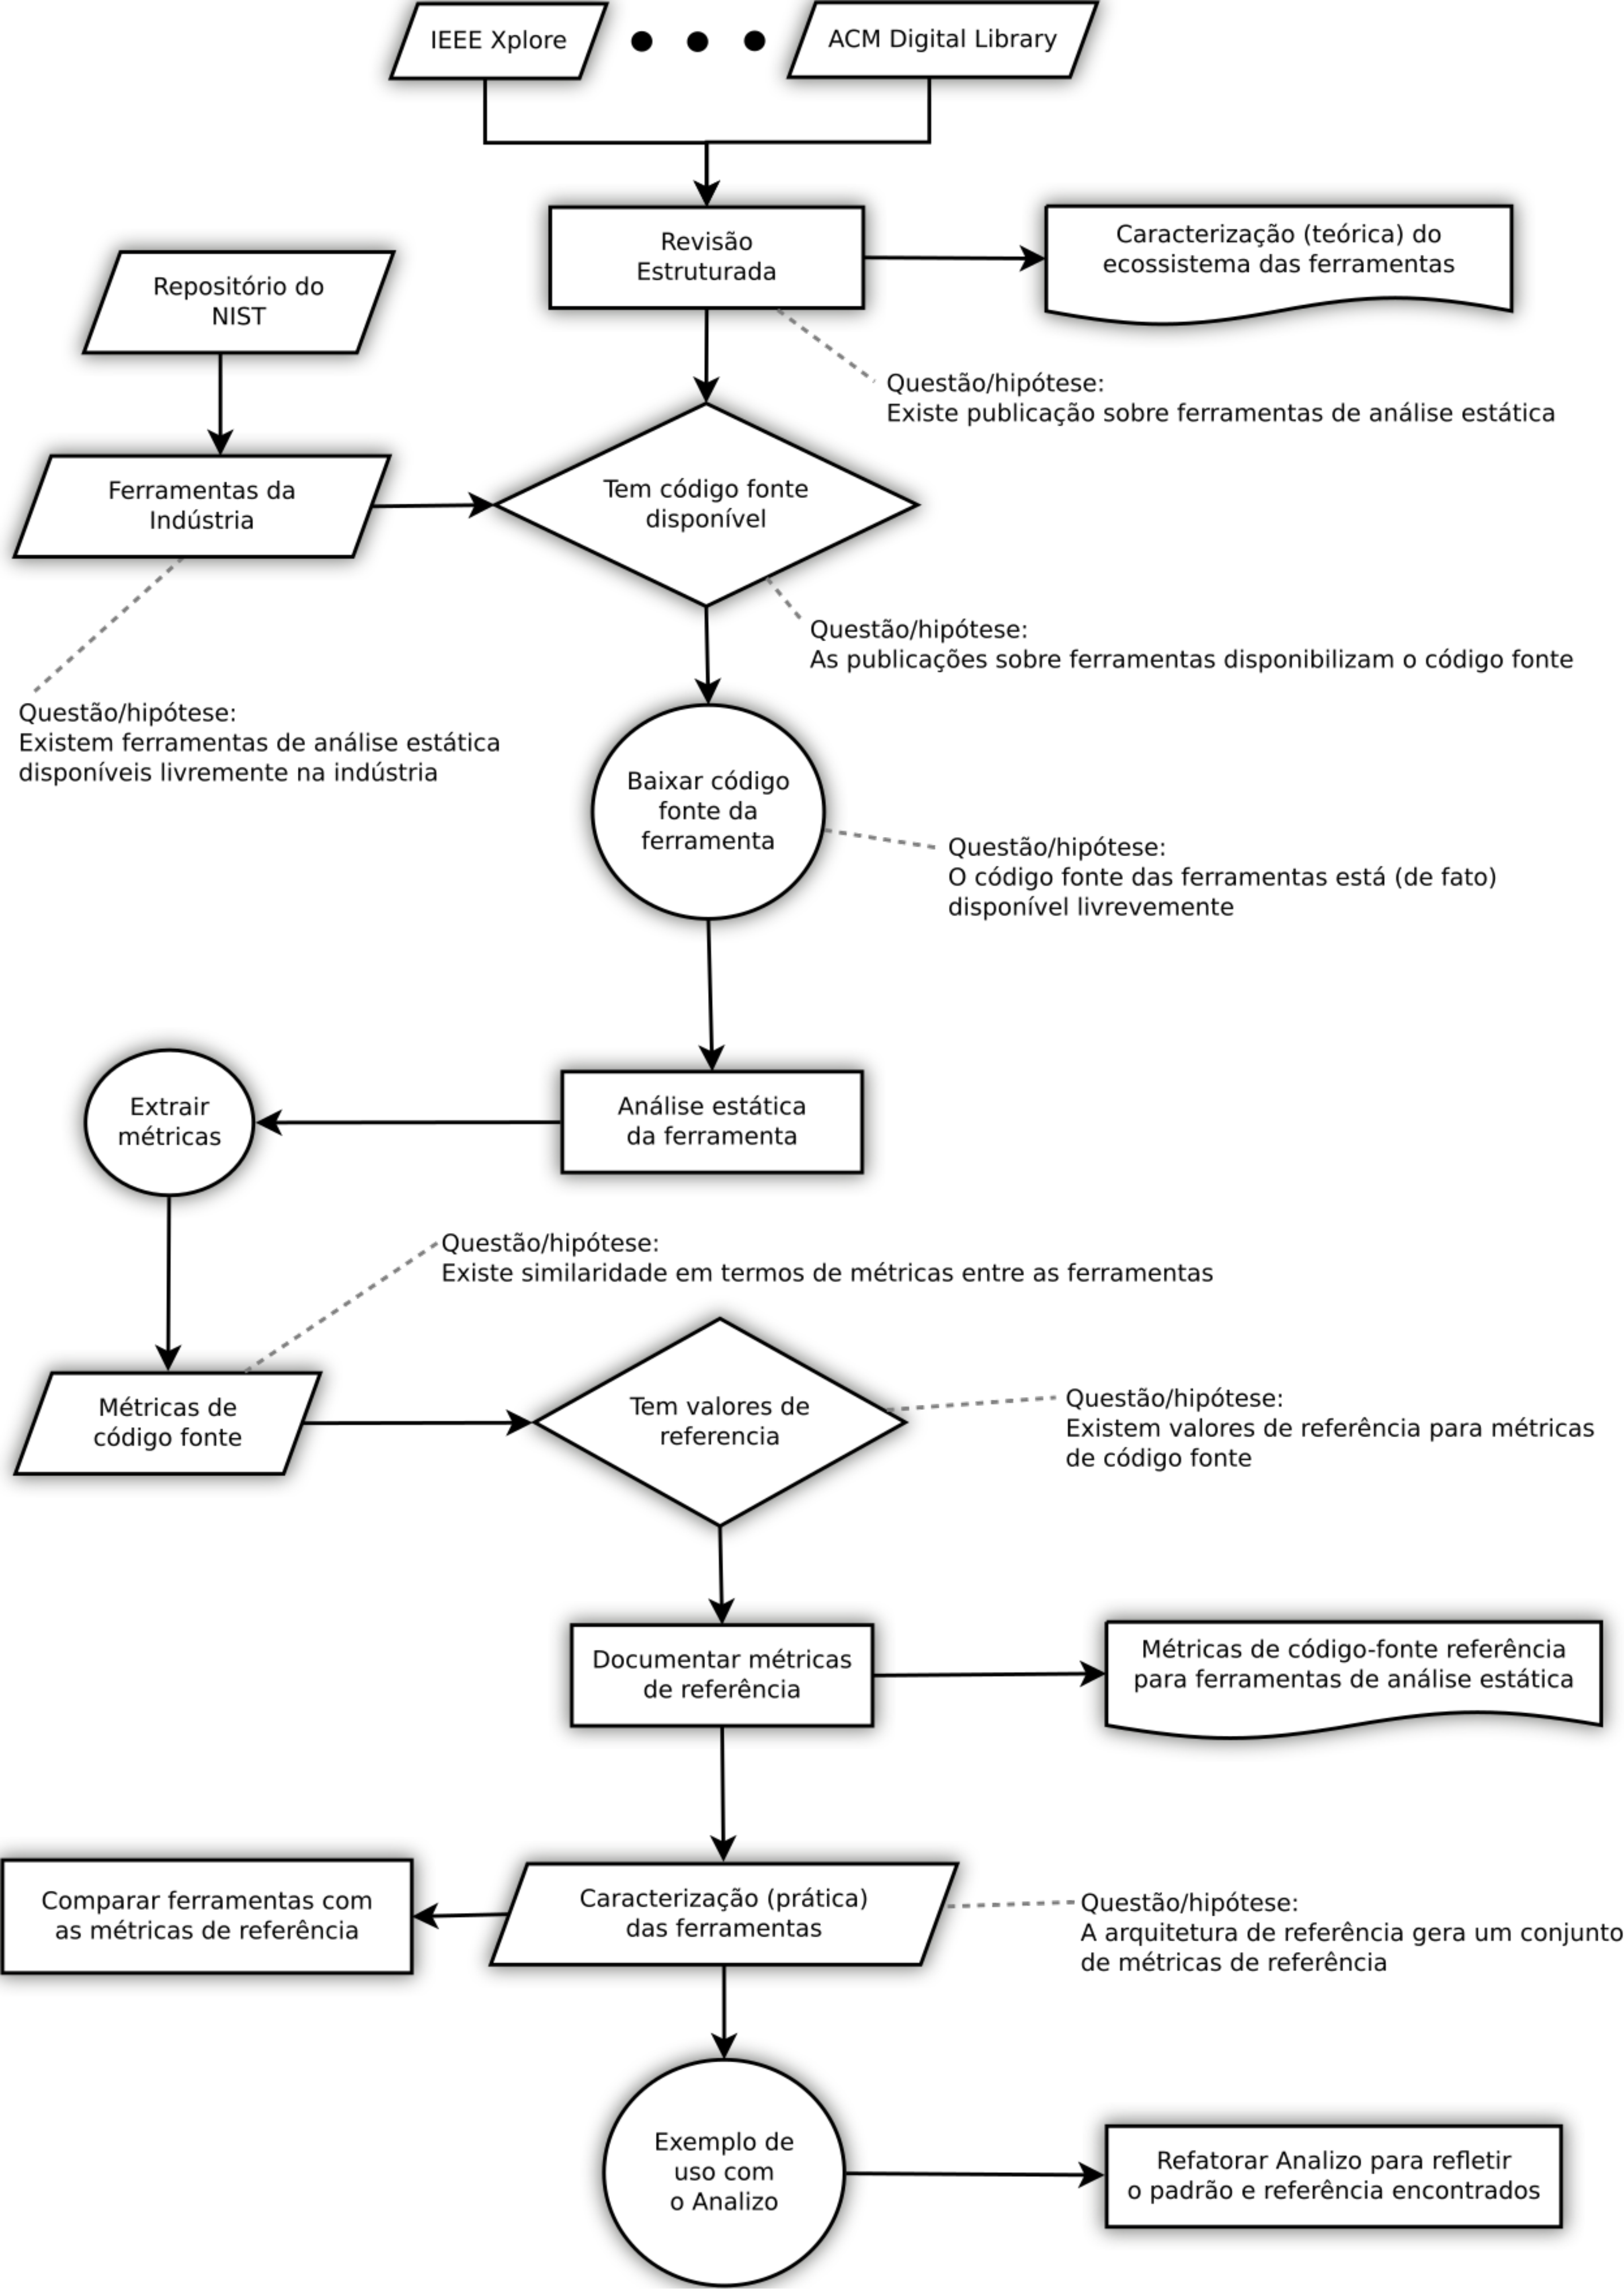 IEEE Xplore
ACM Digital Library
Revisão
Estruturada
Caracterização (teórica) do
ecossistema das ferramentas
Repositório do
NIST
Questão/hipótese:
Existe publicação sobre ferramentas de análise estática
Ferramentas da
Indústria
Tem código fonte
disponível
Questão/hipótese:
As publicações sobre ferramentas disponibilizam o código fonte
Questão/hipótese:
Existem ferramentas de análise estática
disponíveis livremente na indústria
Baixar código
fonte da
ferramenta
Questão/hipótese:
O código fonte das ferramentas está (de fato)
disponível livrevemente
Extrair
métricas
Análise estática
da ferramenta
Questão/hipótese:
Existe similaridade em termos de métricas entre as ferramentas
Métricas de
código fonte
Tem valores de
referencia
Questão/hipótese:
Existem valores de referência para métricas
de código fonte
Documentar métricas
de referência
Métricas de código-fonte referência
para ferramentas de análise estática
Comparar ferramentas com
as métricas de referência
Caracterização (prática)
das ferramentas
Questão/hipótese:
A arquitetura de referência gera um conjunto
de métricas de referência
Exemplo de
uso com
o Analizo
Refatorar Analizo para refletir
o padrão e referência encontrados